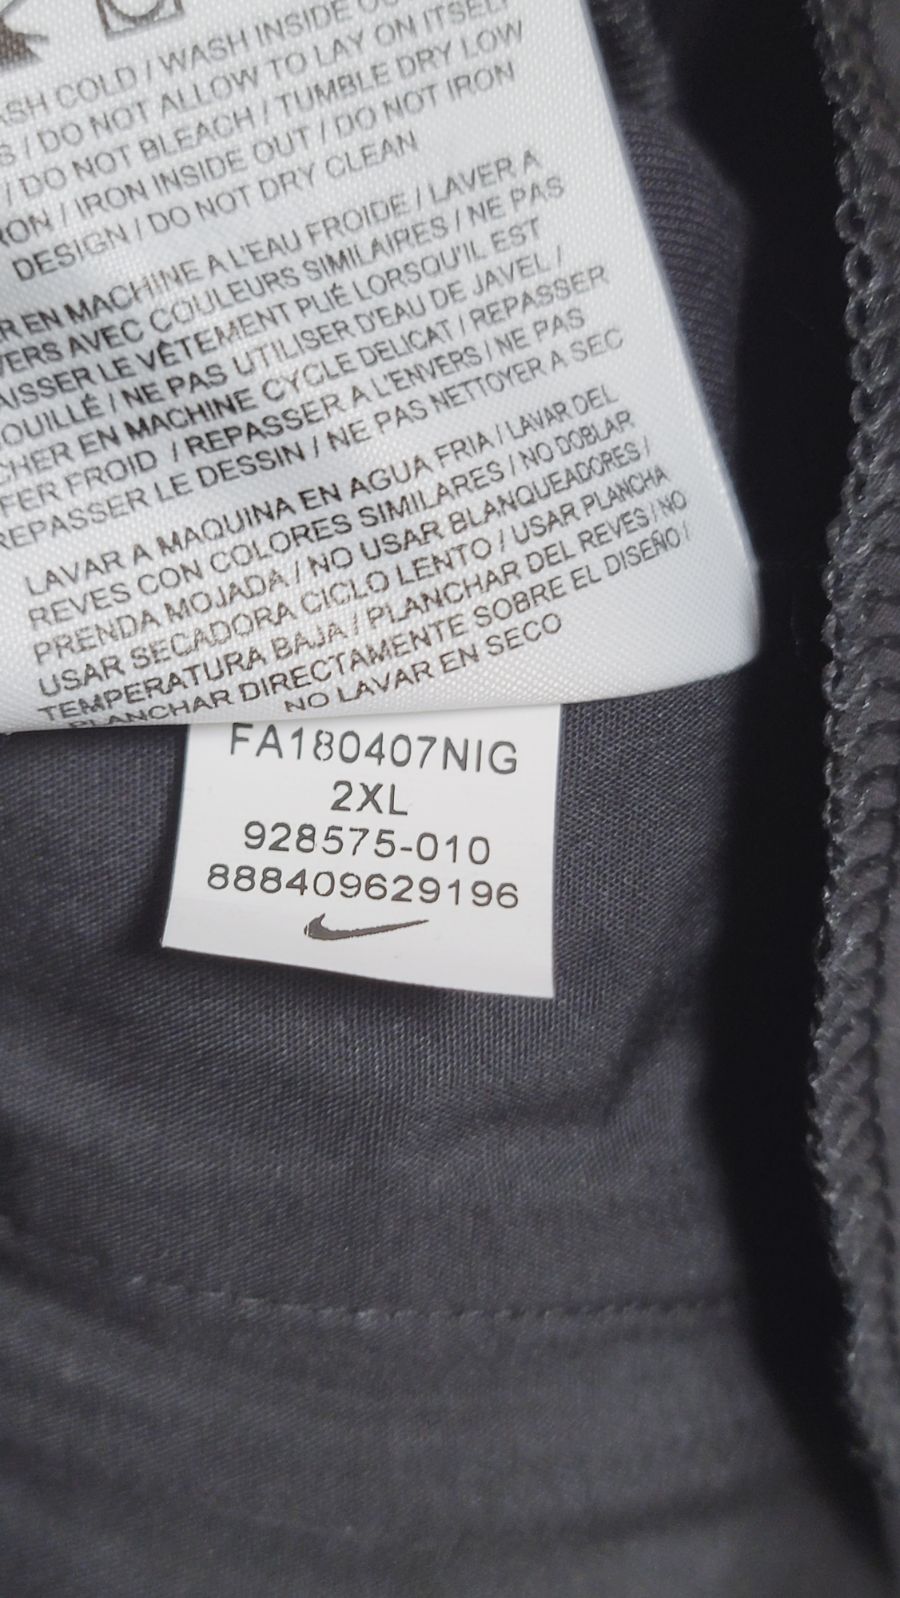 ASH COLD / WASH INSIDE
/ DO NOT ALLOW TO LAY ON ITSELF
/ DO NOT BLEACH / TUMBLE DRY LOW
/ IRON INSIDE OUT / DO NOT IRON
DESIGN / DO NOT DRY CLEAN
R EN MACHINE A L'EAU FROIDE / LAVER A
VERS AVEC COULEURS SIMILAIRES / NE PAS
AISSER LE VÊTEMENT PLIÉ LORSQU'IL EST
OUILLÉ / NE PAS UTILISER D'EAU DE JAVEL /
CHER EN MACHINE CYCLE DELICAT / REPASSER
FER FROID / REPASSER A L'ENVERS / NE PAS
REPASSER LE DESSIN / NE PAS NETTOYER A SEC
LAVAR A MAQUINA EN AGUA FRIA / LAVAR DEL
REVES CON COLORES SIMILARES / NO DOBLAR
PRENDA MOJADA / NO USAR BLANQUEADORES /
USAR SECADORA CICLO LENTO / USAR PLANCHA
TEMPERATURA BAJA / PLANCHAR DEL REVES / NO
PLANCHAR DIRECTAMENTE SOBRE EL DISEÑO /
NO LAVAR EN SECO
FA180407NIG
2XL
928575-010
888409629196